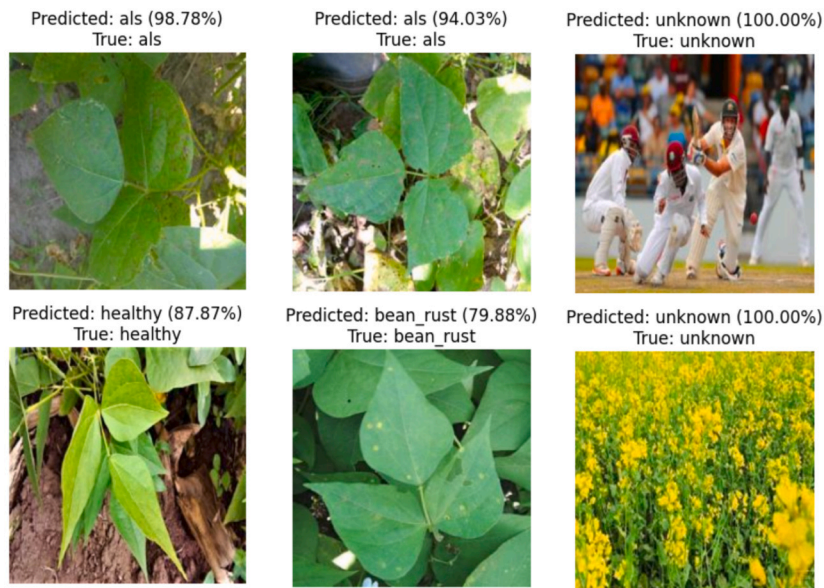 Predicted: als (98.78%)
True: als
Predicted: als (94.03%)
True: als
Predicted: unknown (100.00%)
True: unknown
Predicted: healthy (87.87%)
True: healthy
Predicted: bean_rust (79.88%)
True: bean_rust
Predicted: unknown (100.00%)
True: unknown